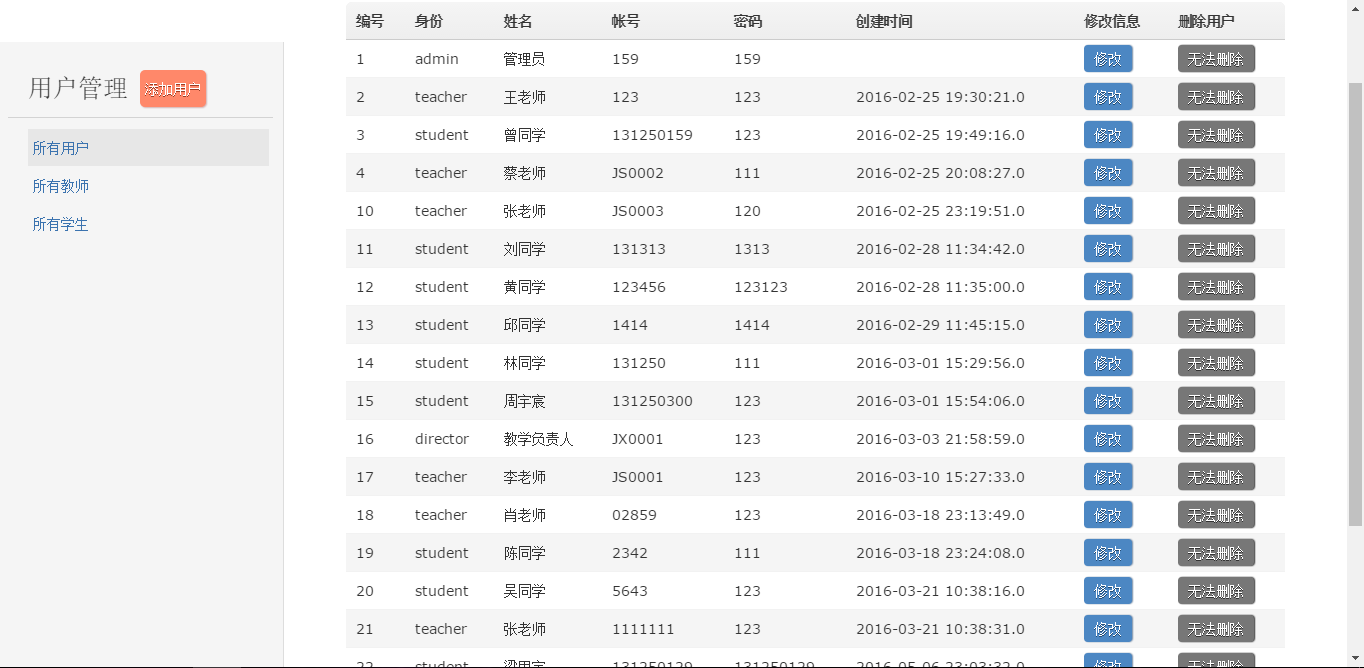 编号 身份 姓名 帐号 密码 创建时间 修改信息 删除用户
用户管理 添加用户
所有用户
所有教师
所有学生
1 admin 管理员 159 159 修改 无法删除
2 teacher 王老师 123 123 2016-02-25 19:30:21.0 修改 无法删除
3 student 曾同学 131250159 123 2016-02-25 19:49:16.0 修改 无法删除
4 teacher 蔡老师 JS0002 111 2016-02-25 20:08:27.0 修改 无法删除
10 teacher 张老师 JS0003 120 2016-02-25 23:19:51.0 修改 无法删除
11 student 刘同学 131313 1313 2016-02-28 11:34:42.0 修改 无法删除
12 student 黄同学 123456 123123 2016-02-28 11:35:00.0 修改 无法删除
13 student 邱同学 1414 1414 2016-02-29 11:45:15.0 修改 无法删除
14 student 林同学 131250 111 2016-03-01 15:29:56.0 修改 无法删除
15 student 周宇宸 131250300 123 2016-03-01 15:54:06.0 修改 无法删除
16 director 教学负责人 JX0001 123 2016-03-03 21:58:59.0 修改 无法删除
17 teacher 李老师 JS0001 123 2016-03-10 15:27:33.0 修改 无法删除
18 teacher 肖老师 02859 123 2016-03-18 23:13:49.0 修改 无法删除
19 student 陈同学 2342 111 2016-03-18 23:24:08.0 修改 无法删除
20 student 吴同学 5643 123 2016-03-21 10:38:16.0 修改 无法删除
21 teacher 张老师 1111111 123 2016-03-21 10:38:31.0 修改 无法删除
22 student 131250129 131250129 2016-05-06 23:03:32.0 修改 无法删除